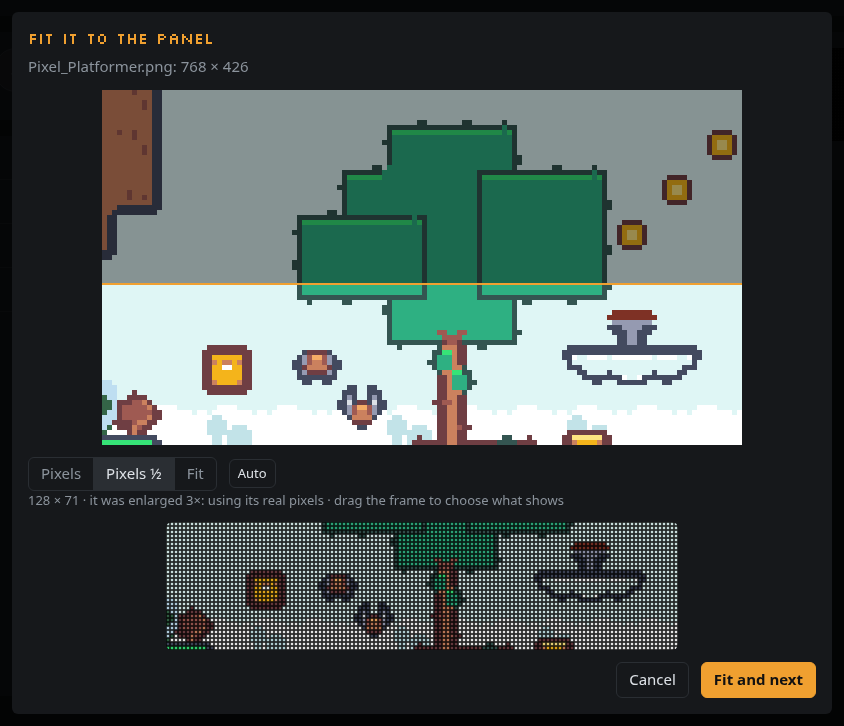 FIT IT TO THE PANEL
Pixel_Platformer.png: 768 × 426
Pixels
Pixels ½
Fit
Auto
128 × 71 · it was enlarged 3×: using its real pixels · drag the frame to choose what shows
Cancel
Fit and next